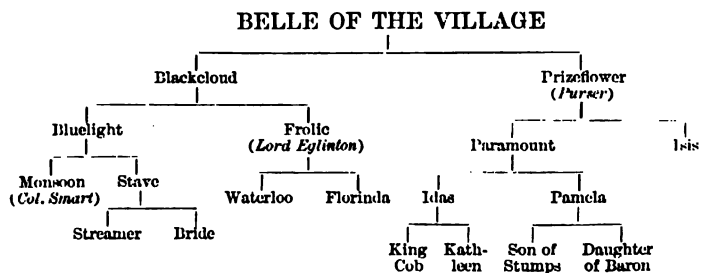 BELLE OF THE VILLAGE
Blackcloud Prizeflower
(Purser)
Bluelight Frolic Paramount Isis
(Lord Eglinton)
Monsoon Stave Waterloo Florinda Idas Pamela
(Col. Smart)
Streamer Bride King Kath- Son of Daughter
Cob leen Stumps of Baron